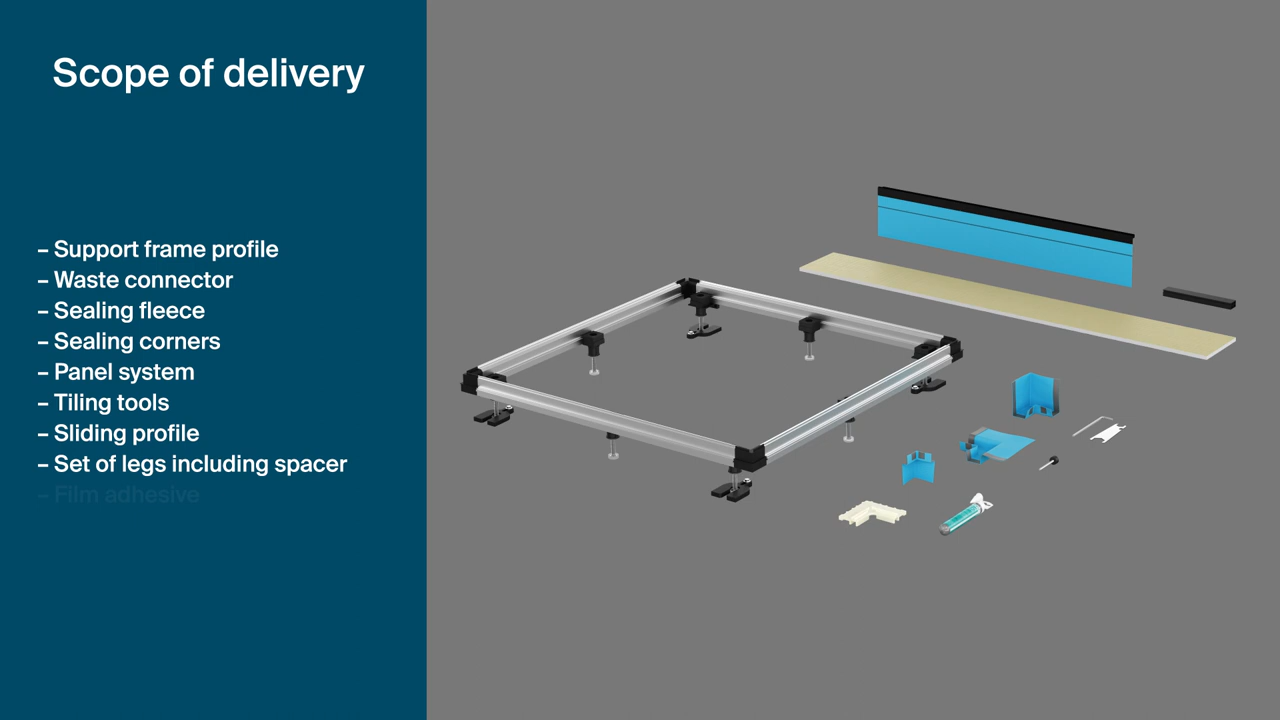 Scope of delivery
– Support frame profile
– Waste connector
– Sealing fleece
– Sealing corners
– Panel system
– Tiling tools
– Sliding profile
– Set of legs including spacer
– Film adhesive